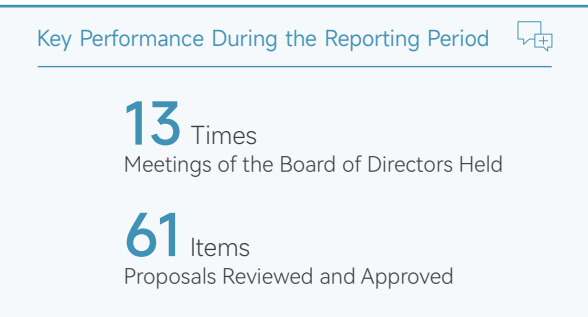 Key Performance During the Reporting Period
13 Times
Meetings of the Board of Directors Held
61 Items
Proposals Reviewed and Approved